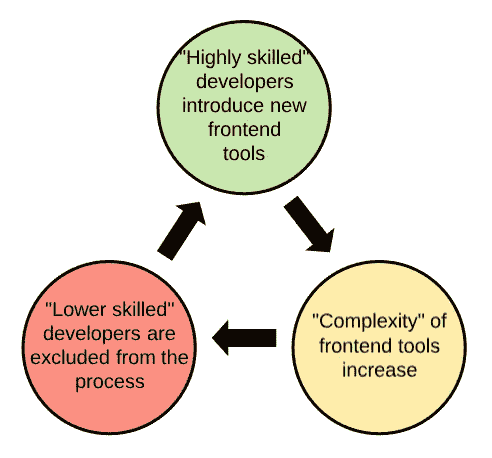 "Highly skilled"
developers
introduce new
frontend
tools
"Complexity" of
frontend tools
increase
"Lower skilled"
developers are
excluded from the
process